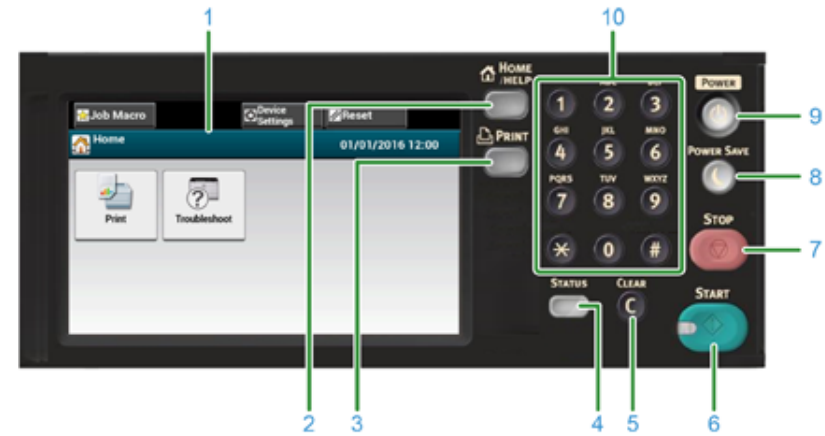 1
10
HOME
/HELP
POWER
Job Macro
Device
Settings
Reset
Home
01/01/2016 12:00
PRINT
1
2
3
GHI
JKL
MNO
4
5
6
POWER SAVE
Print
Troubleshoot
PQRS
TUV
WXYZ
7
8
9
STOP
0
#
STATUS
CLEAR
C
START
9
8
7
2
3
4
5
6